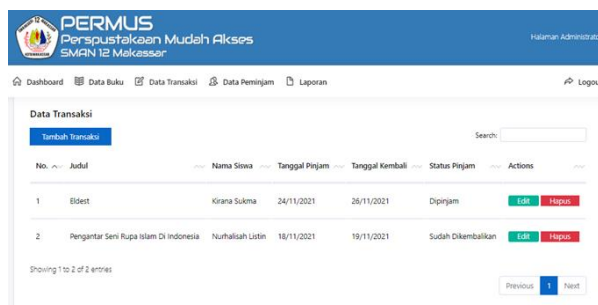 PERMUS
Perspustakaan Mudah Akses
SMAN 12 Makassar
Halaman Administrato
Dashboard Data Buku Data Transaksi Data Peminjam Laporan Logou
Data Transaksi
Tambah Transaksi Search:
No. Judul Nama Siswa Tanggal Pinjam Tanggal Kembali Status Pinjam Actions
1 Eldest Kirana Sukma 24/11/2021 26/11/2021 Dipinjam Edit Hapus
2 Pengantar Seni Rupa Islam Di Indonesia Nurhalisah Listin 18/11/2021 19/11/2021 Sudah Dikembalikan Edit Hapus
Showing 1 to 2 of 2 entries
Previous 1 Next